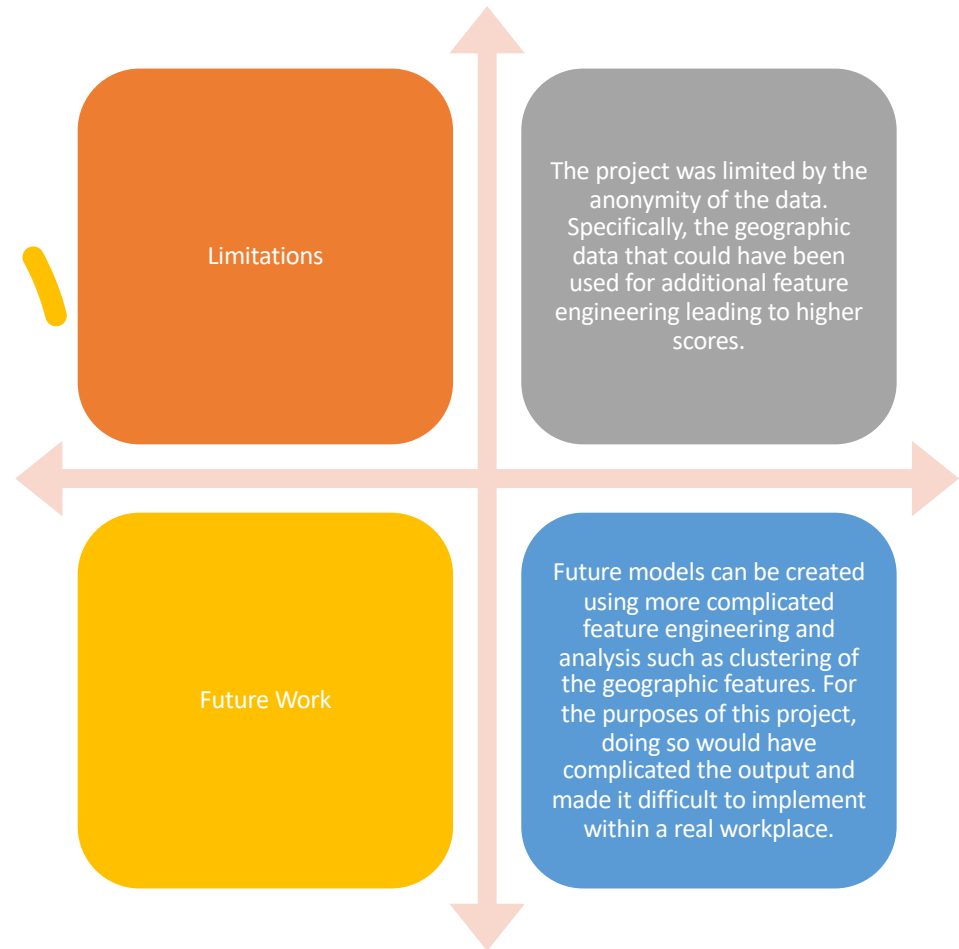 Limitations
The project was limited by the
anonymity of the data.
Specifically, the geographic
data that could have been
used for additional feature
engineering leading to higher
scores.
Future Work
Future models can be created
using more complicated
feature engineering and
analysis such as clustering of
the geographic features. For
the purposes of this project,
doing so would have
complicated the output and
made it difficult to implement
within a real workplace.